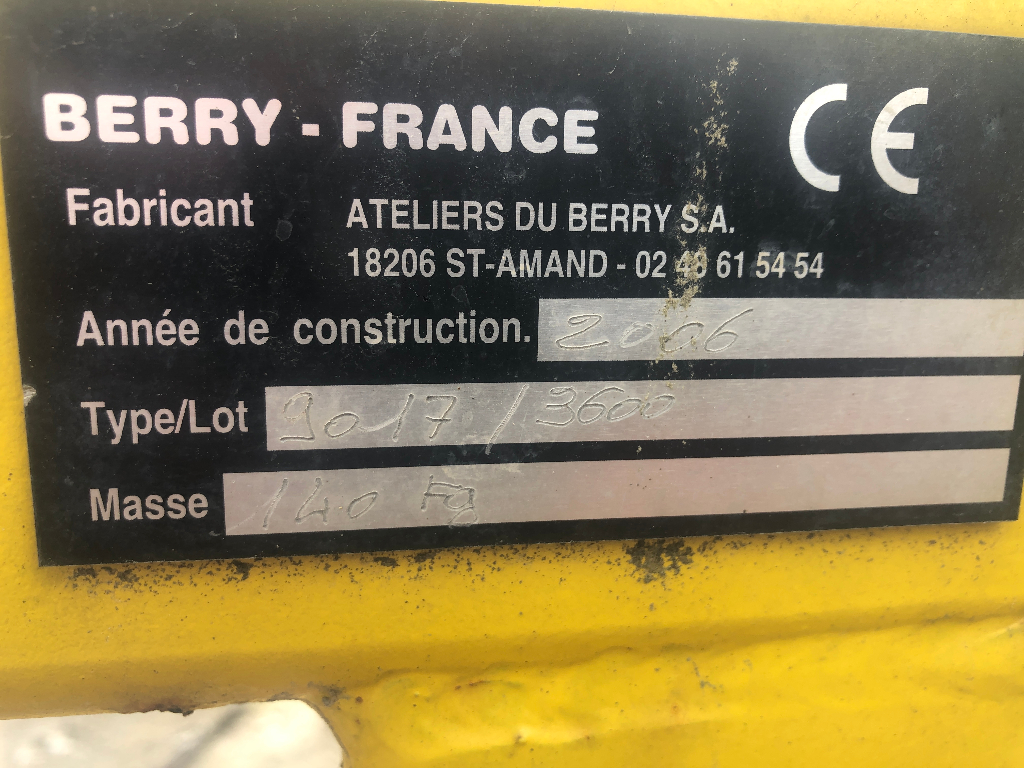 BERRY - FRANCE CE
Fabricant ATELIERS DU BERRY S.A.
18206 ST-AMAND - 02 48 61 54 54
Année de construction. 2006
Type/Lot 9017/3600
Masse 140 Kg